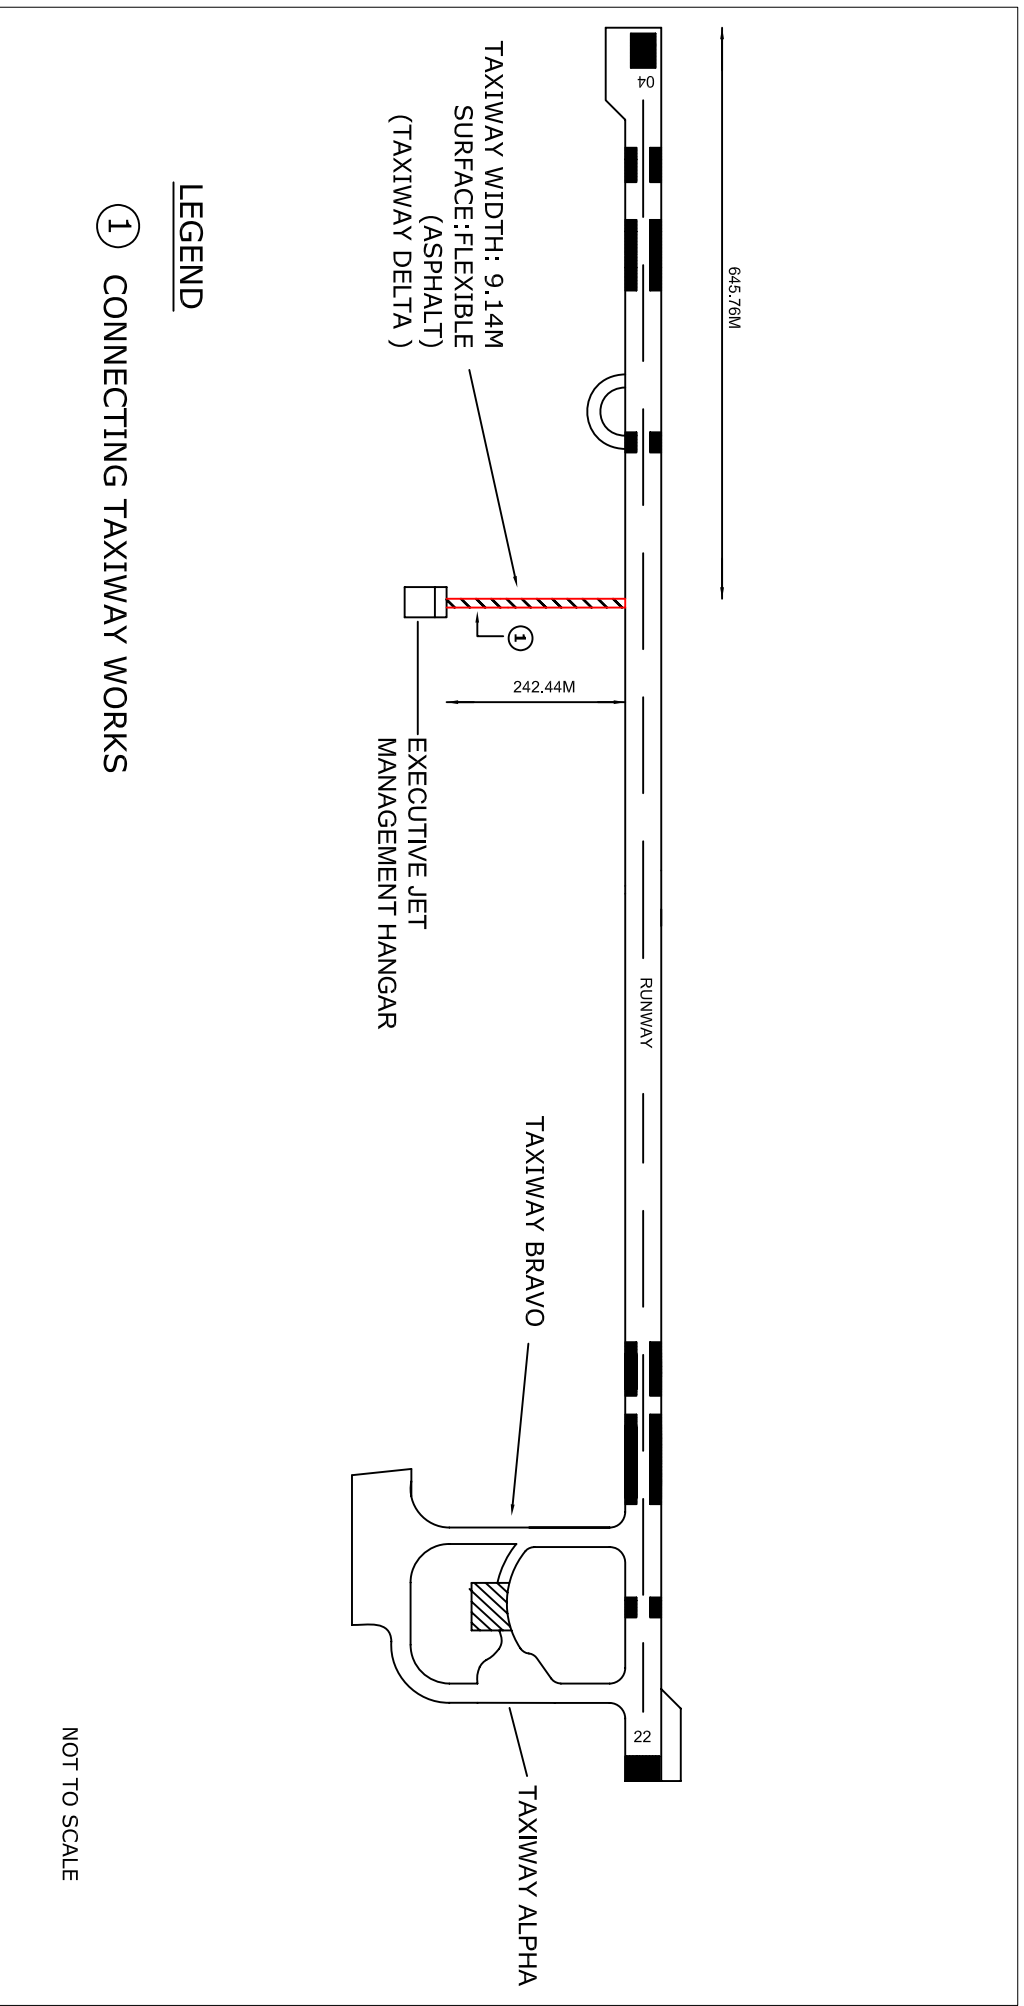 645.76M
04
RUNWAY
22
TAXIWAY WIDTH: 9.14M
SURFACE:FLEXIBLE
(ASPHALT)
(TAXIWAY DELTA )
1
242.44M
EXECUTIVE JET
MANAGEMENT HANGAR
TAXIWAY BRAVO
TAXIWAY ALPHA
LEGEND
1 CONNECTING TAXIWAY WORKS
NOT TO SCALE